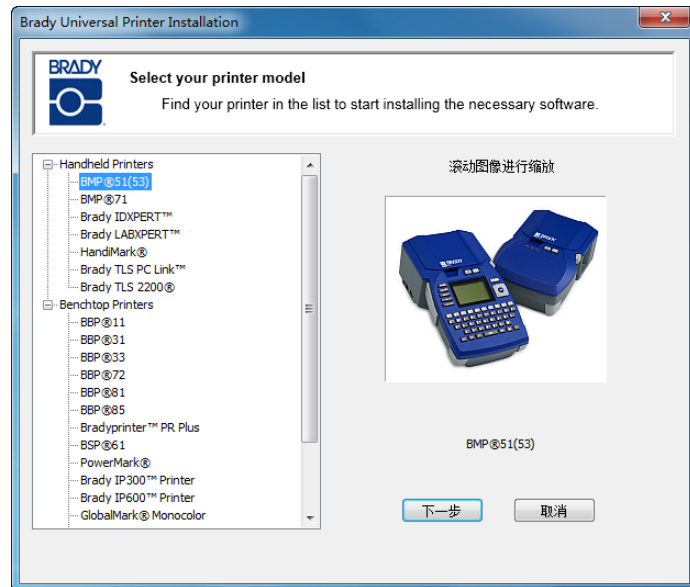 Brady Universal Printer Installation
BRADY
Select your printer model
Find your printer in the list to start installing the necessary software.
Handheld Printers
BMP®51(53)
BMP®71
Brady IDXPERT™
Brady LABXPERT™
HandiMark®
Brady TLS PC Link™
Brady TLS 2200®
Benchtop Printers
BBP®11
BBP®31
BBP®33
BBP®72
BBP®81
BBP®85
Bradyprinter™ PR Plus
BSP®61
PowerMark®
Brady IP300™ Printer
Brady IP600™ Printer
GlobalMark® Monocolor
滚动图像进行缩放
BRADY
BMP®51(53)
下一步
取消